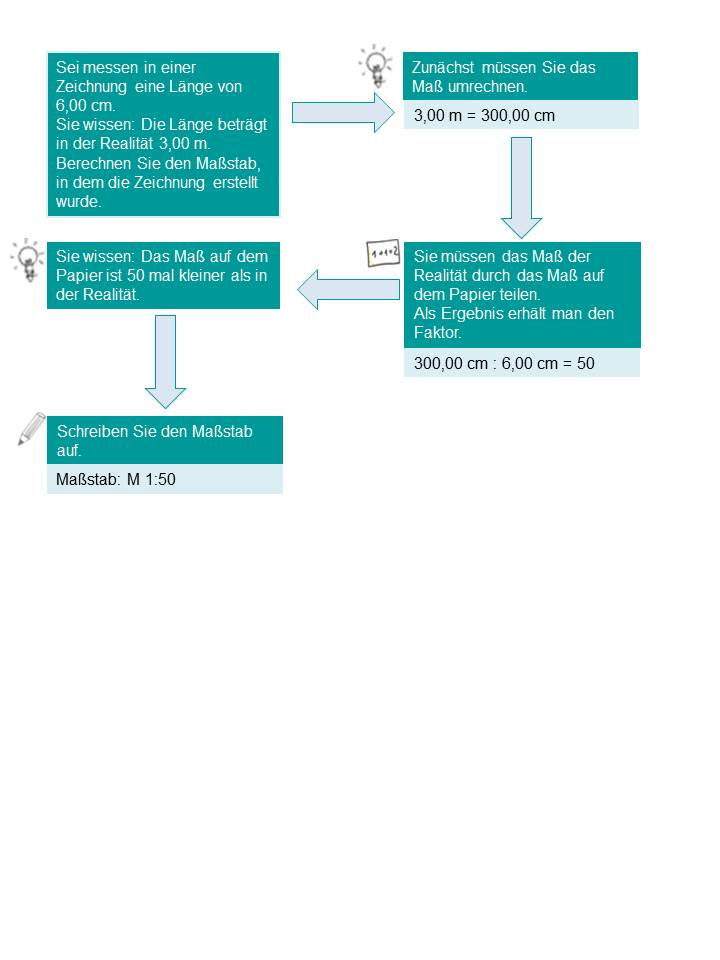 Sei messen in einer
Zeichnung eine Länge von
6,00 cm.
Sie wissen: Die Länge beträgt
in der Realität 3,00 m.
Berechnen Sie den Maßstab,
in dem die Zeichnung erstellt
wurde.
Zunächst müssen Sie das
Maß umrechnen.
3,00 m = 300,00 cm
1+1=2
Sie müssen das Maß der
Realität durch das Maß auf
dem Papier teilen.
Als Ergebnis erhält man den
Faktor.
300,00 cm : 6,00 cm = 50
Sie wissen: Das Maß auf dem
Papier ist 50 mal kleiner als in
der Realität.
Schreiben Sie den Maßstab
auf.
Maßstab: M 1:50